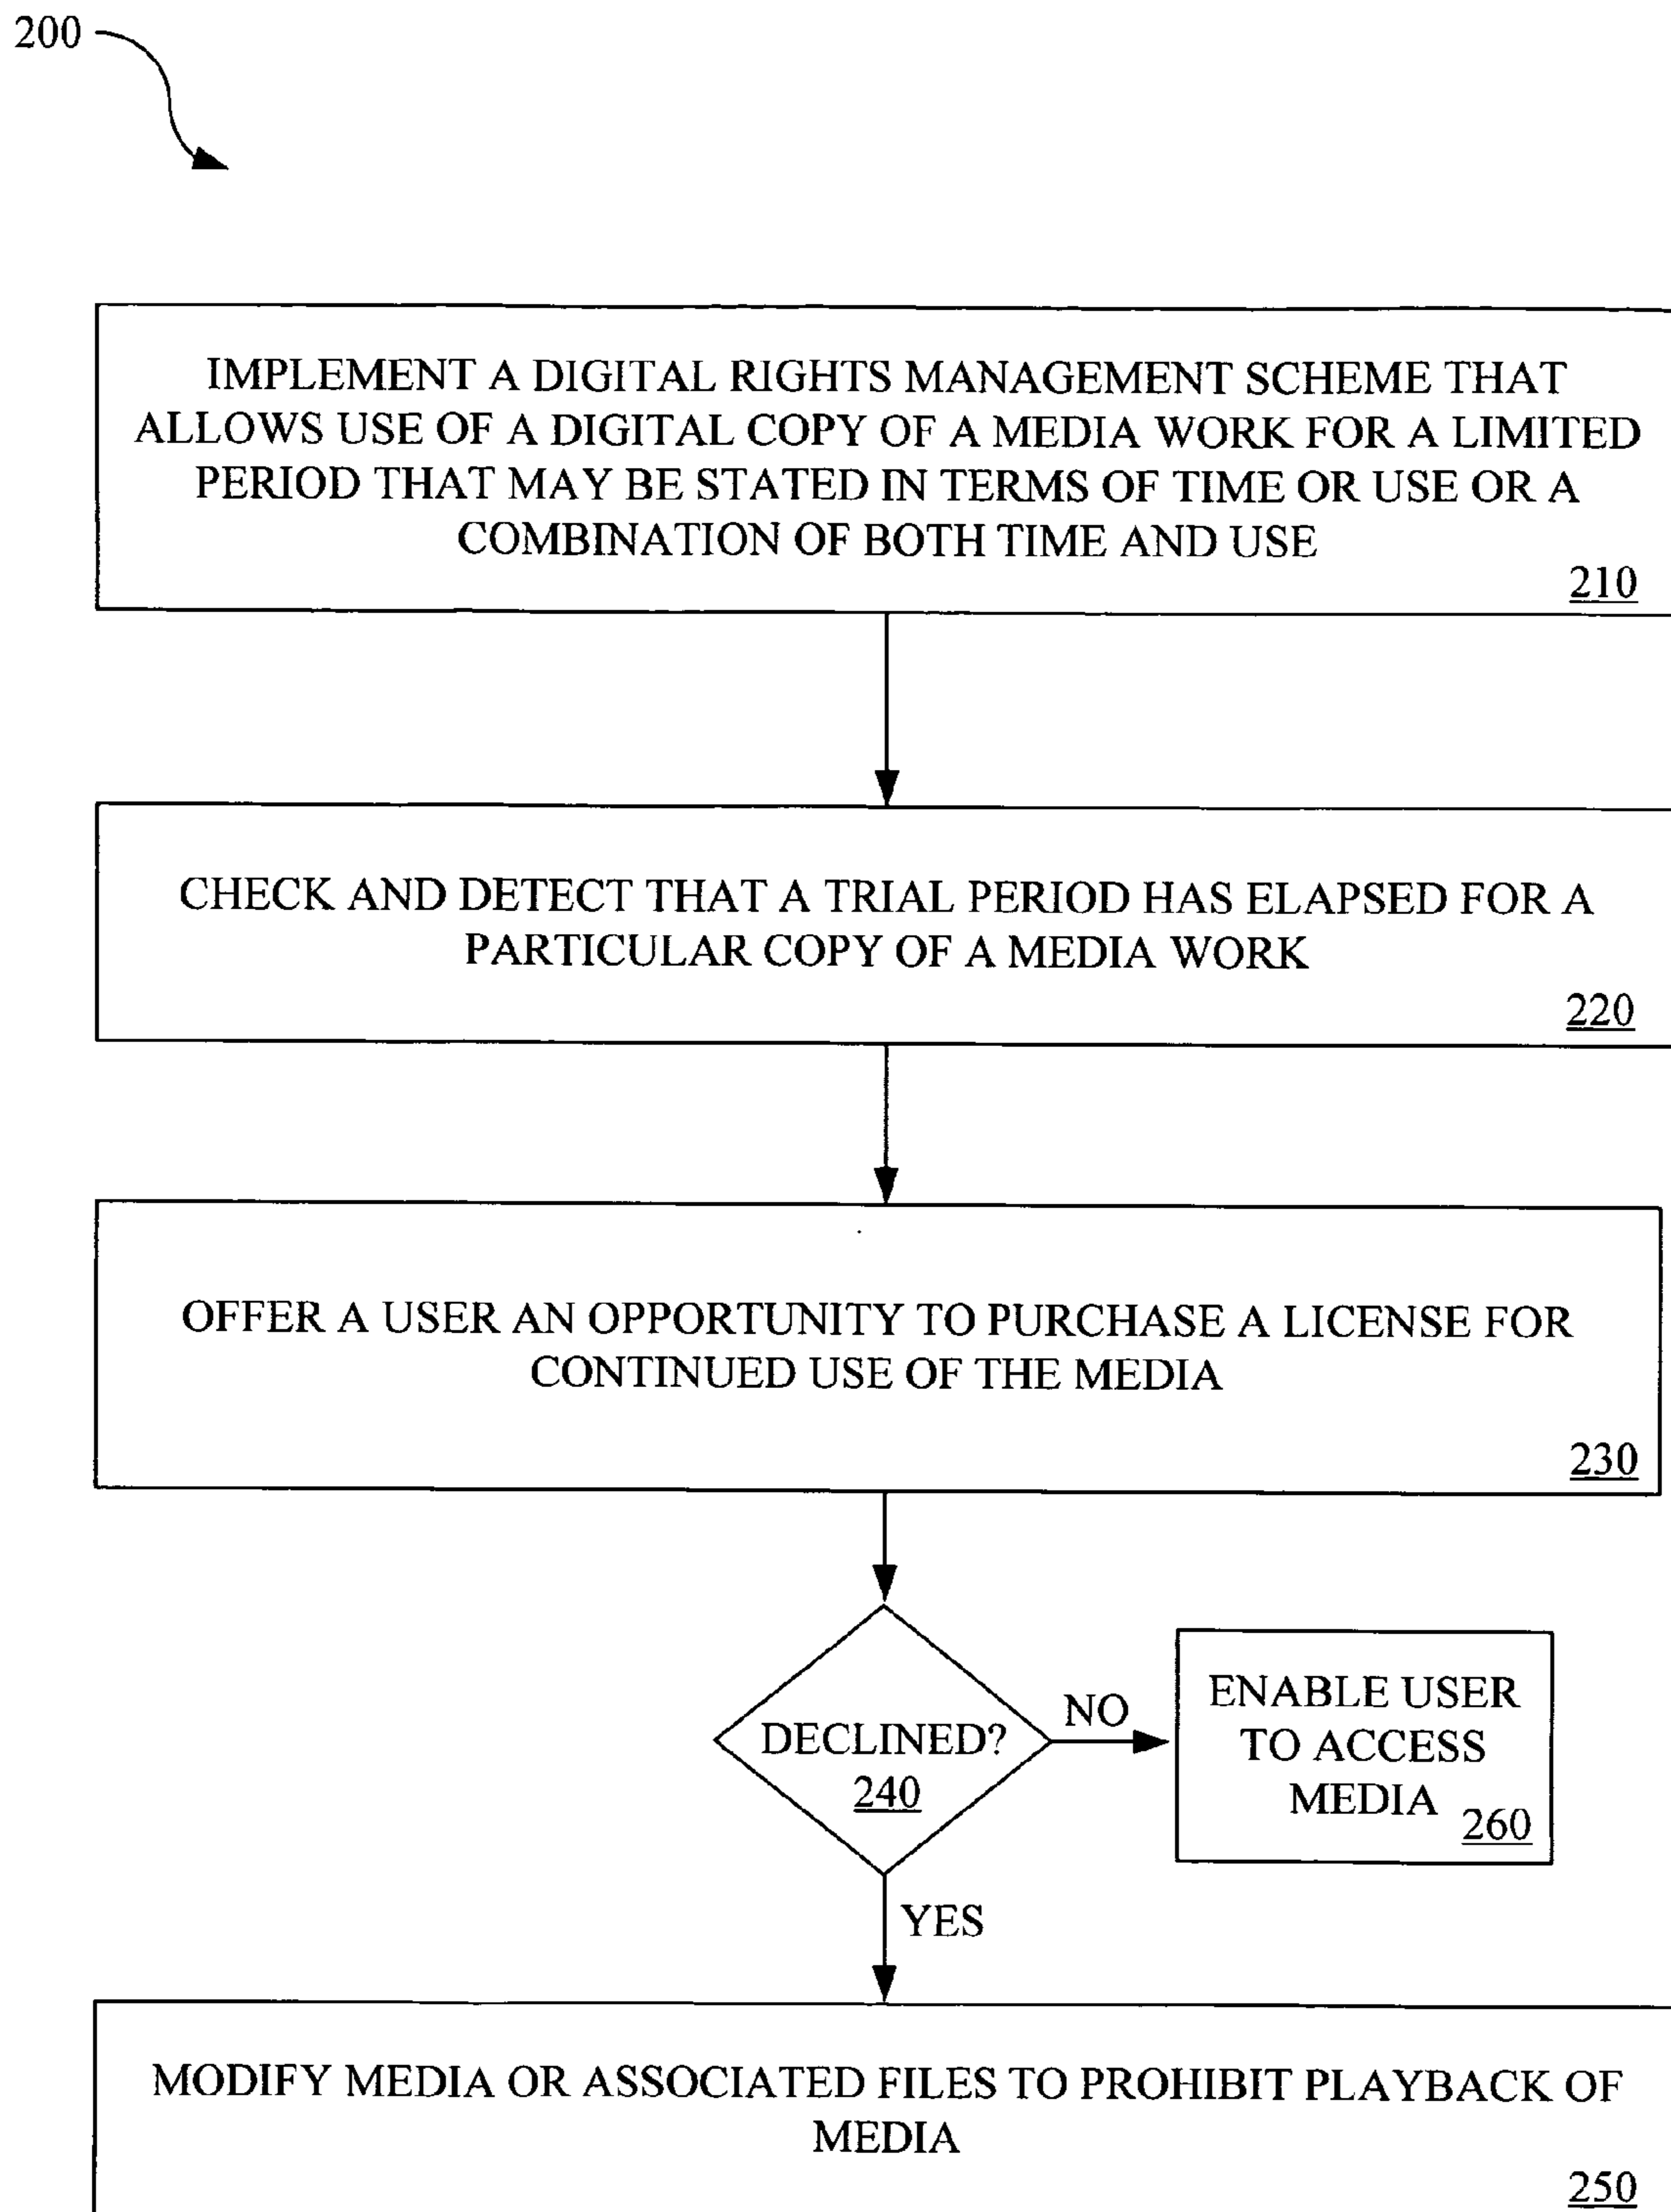 200
IMPLEMENT A DIGITAL RIGHTS MANAGEMENT SCHEME THAT
ALLOWS USE OF A DIGITAL COPY OF A MEDIA WORK FOR A LIMITED
PERIOD THAT MAY BE STATED IN TERMS OF TIME OR USE OR A
COMBINATION OF BOTH TIME AND USE
210
CHECK AND DETECT THAT A TRIAL PERIOD HAS ELAPSED FOR A
PARTICULAR COPY OF A MEDIA WORK
220
OFFER A USER AN OPPORTUNITY TO PURCHASE A LICENSE FOR
CONTINUED USE OF THE MEDIA
230
DECLINED?
240
NO
ENABLE USER
TO ACCESS
MEDIA
260
YES
MODIFY MEDIA OR ASSOCIATED FILES TO PROHIBIT PLAYBACK OF
MEDIA
250